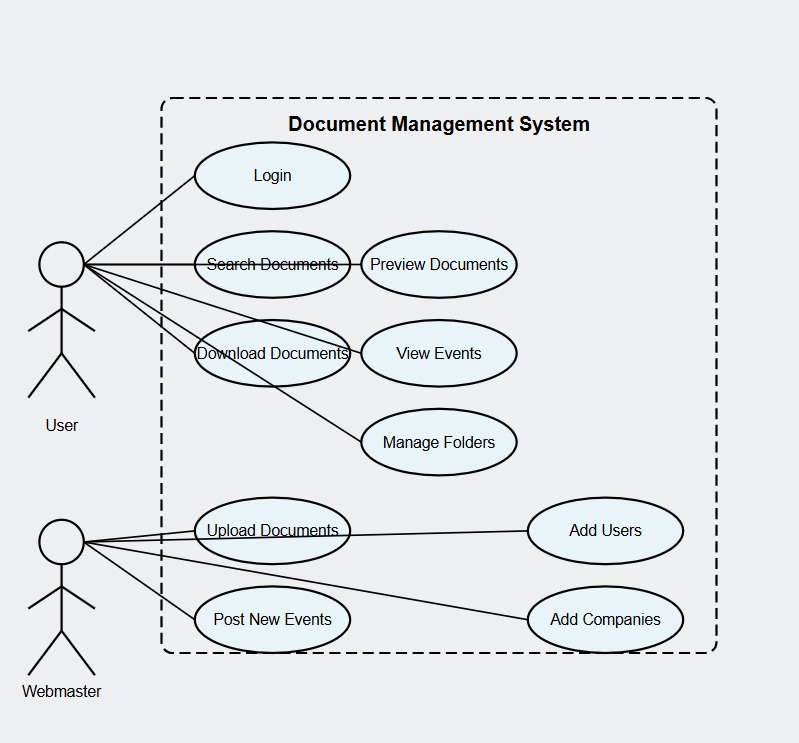 Document Management System
Login
Search Documents
Preview Documents
Download Documents
View Events
User
Manage Folders
Upload Documents
Add Users
Post New Events
Add Companies
Webmaster